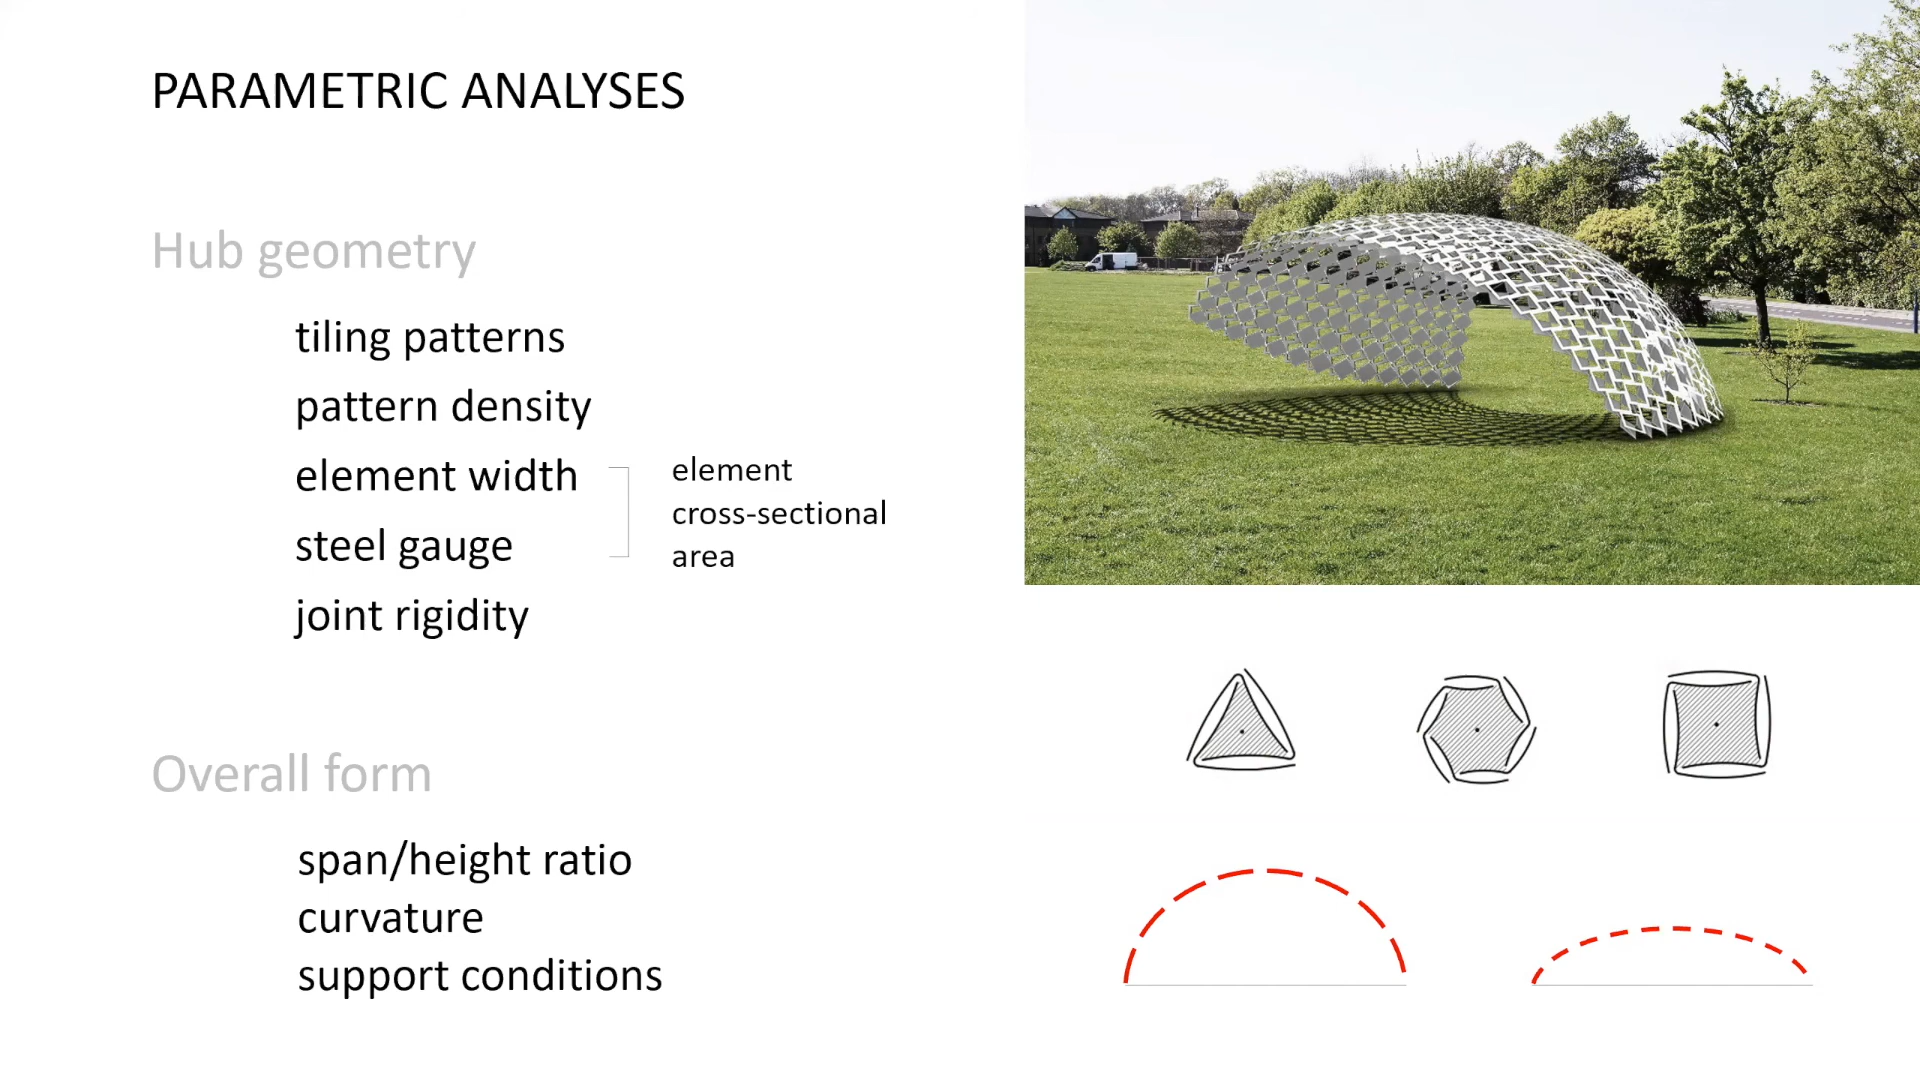 PARAMETRIC ANALYSES
Hub geometry
tiling patterns
pattern density
element width
steel gauge
joint rigidity
element
cross-sectional
area
Overall form
span/height ratio
curvature
support conditions